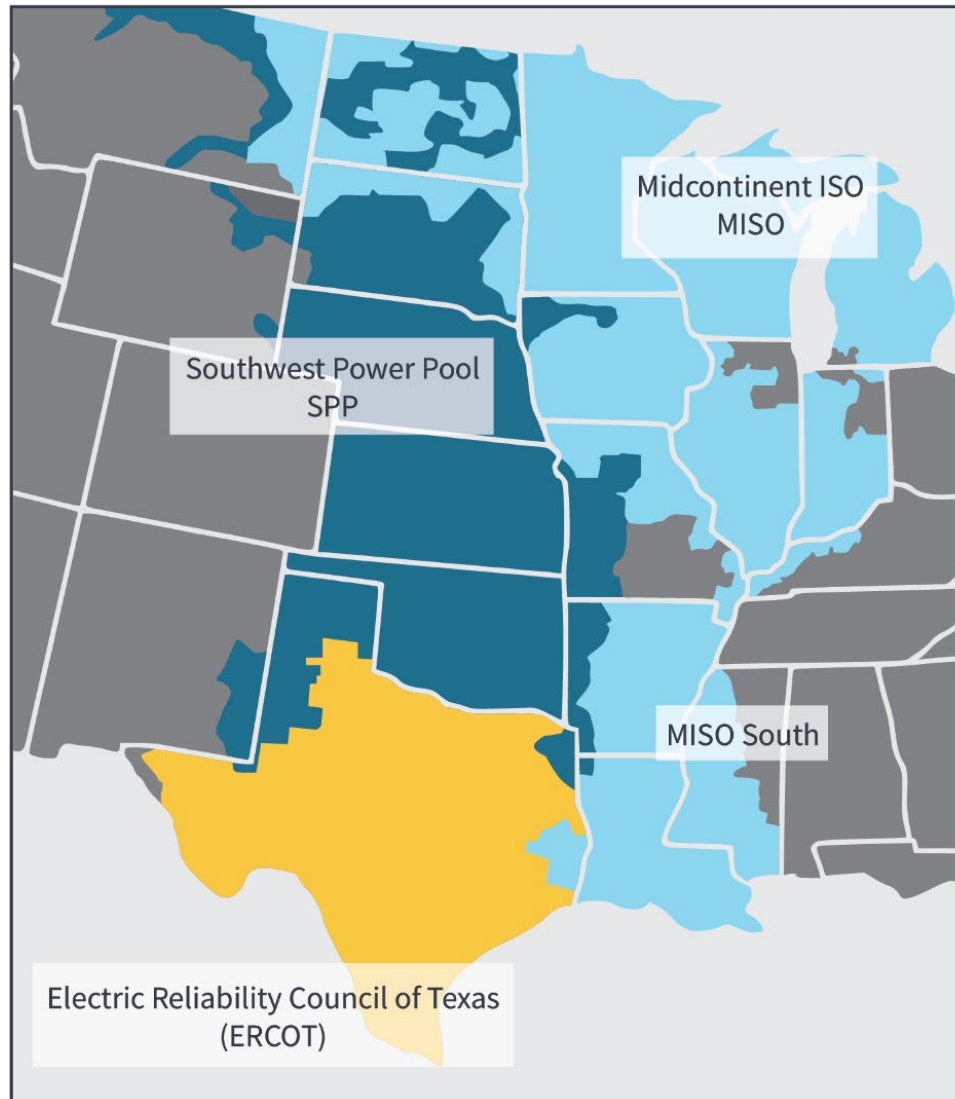 Midcontinent ISO
MISO
Southwest Power Pool
SPP
MISO South
Electric Reliability Council of Texas
(ERCOT)